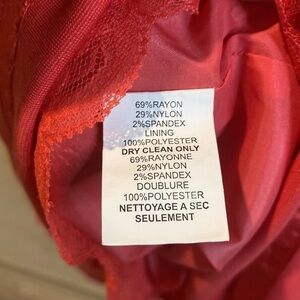 69%RAYON
29%NYLON
2%SPANDEX
LINING
100%POLYESTER
DRY CLEAN ONLY
69%RAYONNE
29%NYLON
2%SPANDEX
DOUBLURE
100%POLYESTER
NETTOYAGE A SEC
SEULEMENT